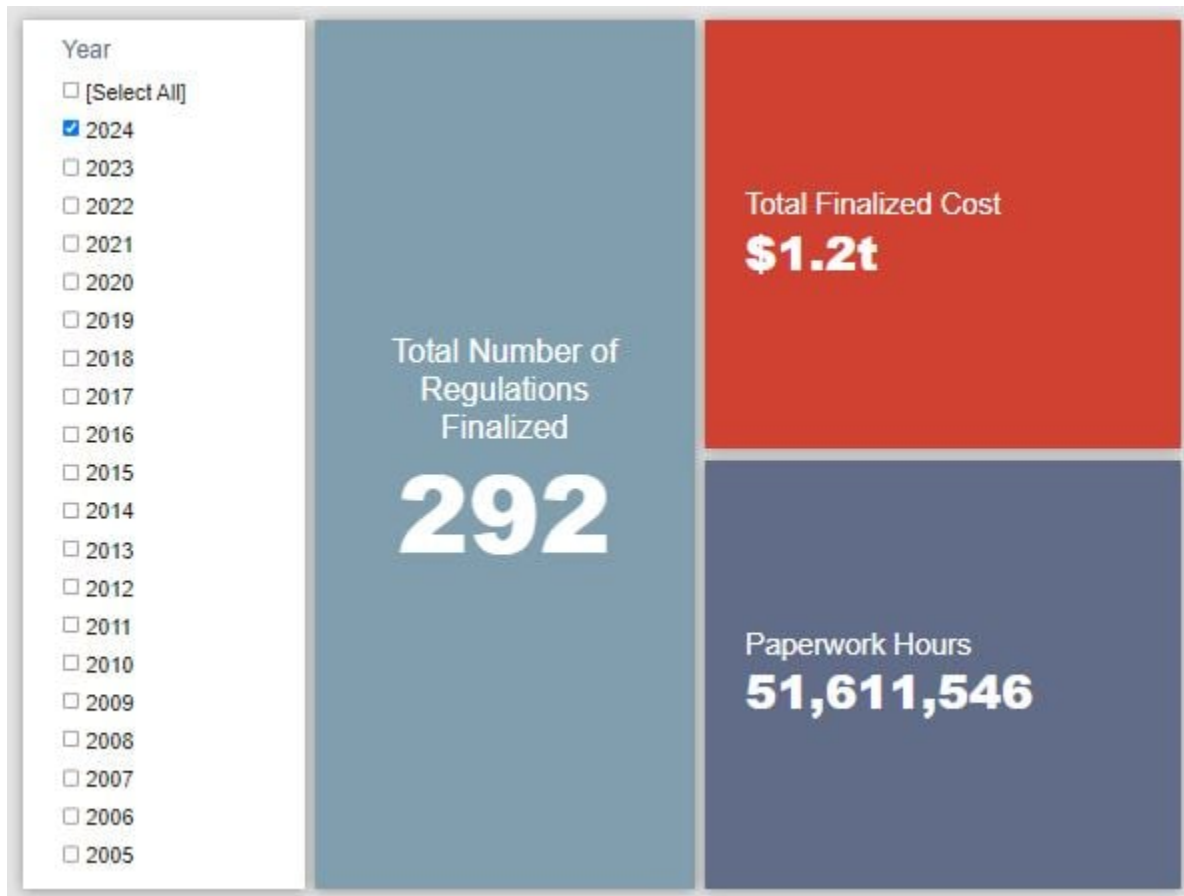 Year
[Select All]
2024
2023
2022
2021
2020
2019
2018
2017
2016
2015
2014
2013
2012
2011
2010
2009
2008
2007
2006
2005
Total Number of
Regulations
Finalized
292
Total Finalized Cost
$1.2t
Paperwork Hours
51,611,546